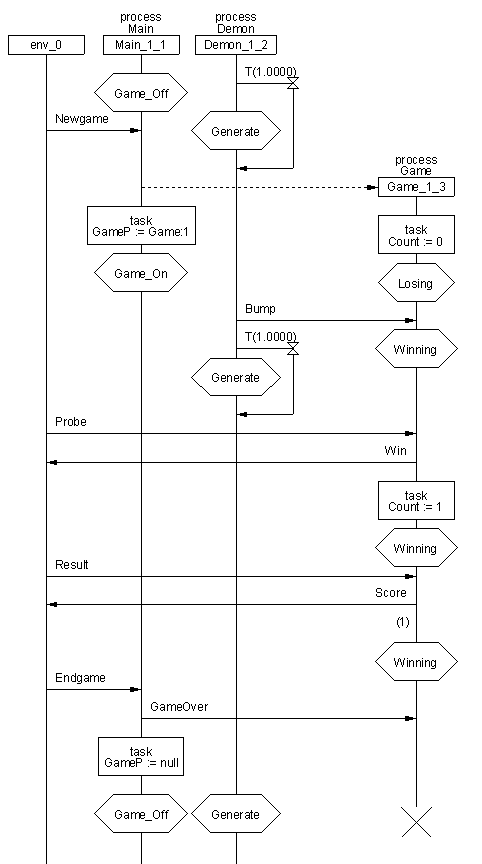 process
Main
process
Demon
env_0
Main_1_1
Demon_1_2
T(1.0000)
Game_Off
Newgame
Generate
process
Game
Game_1_3
task
GameP := Game:1
task
Count := 0
Game_On
Losing
Bump
T(1.0000)
Winning
Generate
Probe
Win
task
Count := 1
Winning
Result
Score
(1)
Winning
Endgame
GameOver
task
GameP := null
Game_Off
Generate